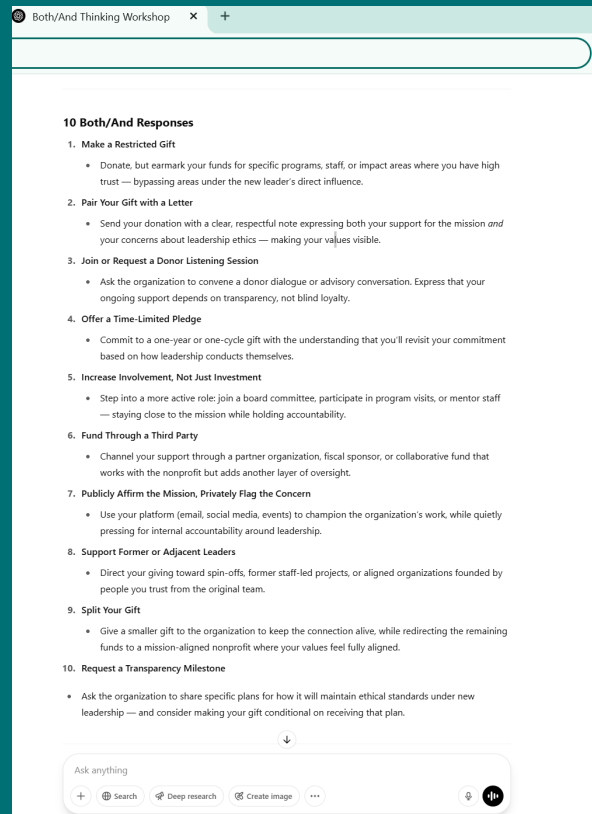 Both/And Thinking Workshop
10 Both/And Responses
1. Make a Restricted Gift
• Donate, but earmark your funds for specific programs, staff, or impact areas where you have high
trust — bypassing areas under the new leader's direct influence.
2. Pair Your Gift with a Letter
• Send your donation with a clear, respectful note expressing both your support for the mission and
your concerns about leadership ethics — making your values visible.
3. Join or Request a Donor Listening Session
• Ask the organization to convene a donor dialogue or advisory conversation. Express that your
ongoing support depends on transparency, not blind loyalty.
4. Offer a Time-Limited Pledge
• Commit to a one-year or one-cycle gift with the understanding that you'll revisit your commitment
based on how leadership conducts themselves.
5. Increase Involvement, Not Just Investment
• Step into a more active role: join a board committee, participate in program visits, or mentor staff
— staying close to the mission while holding accountability.
6. Fund Through a Third Party
• Channel your support through a partner organization, fiscal sponsor, or collaborative fund that
works with the nonprofit but adds another layer of oversight.
7. Publicly Affirm the Mission, Privately Flag the Concern
• Use your platform (email, social media, events) to champion the organization's work, while quietly
pressing for internal accountability around leadership.
8. Support Former or Adjacent Leaders
• Direct your giving toward spin-offs, former staff-led projects, or aligned organizations founded by
people you trust from the original team.
9. Split Your Gift
• Give a smaller gift to the organization to keep the connection alive, while redirecting the remaining
funds to a mission-aligned nonprofit where your values feel fully aligned.
10. Request a Transparency Milestone
• Ask the organization to share specific plans for how it will maintain ethical standards under new
leadership — and consider making your gift conditional on receiving that plan.
Ask anything
Search Deep research Create image